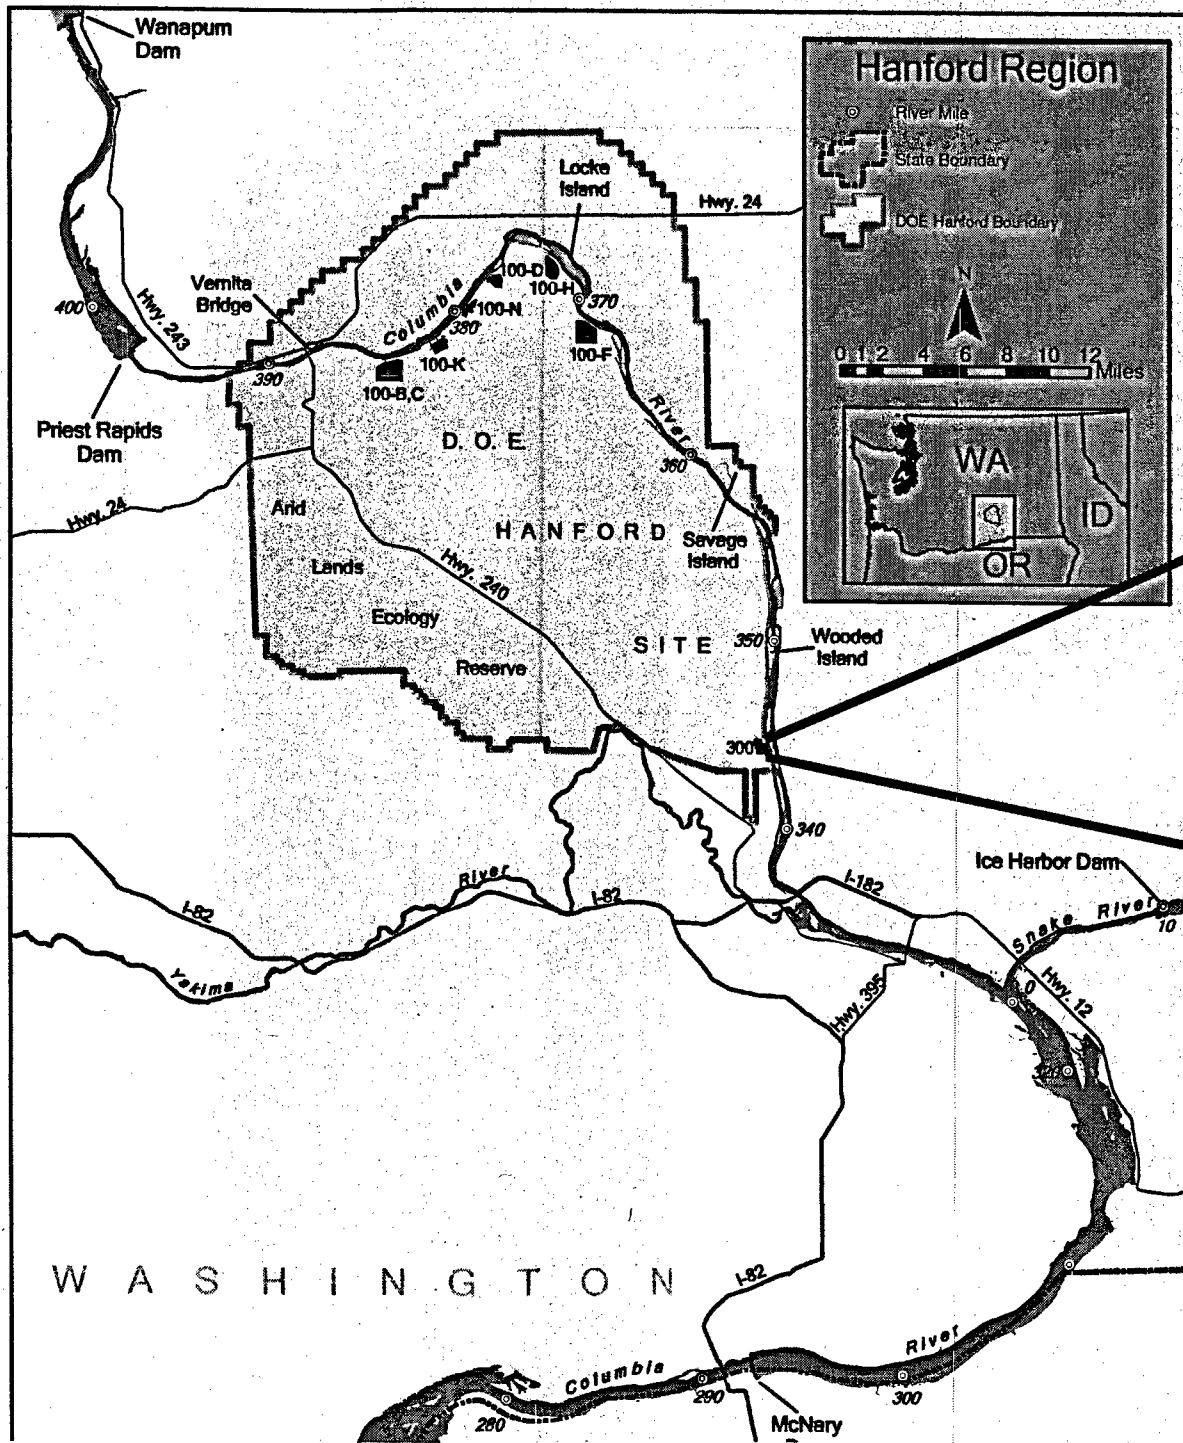 Wanapum
Dam
Hanford Region
River Mile
State Boundary
DOE Hanford Boundary
N
0 1 2 4 6 8 10 12
Miles
WA
ID
OR
Locke
Island
Hwy. 24
Vernita
Bridge
400
Hwy. 243
390
Columbia
380
100-D
100-H
100-N
370
100-K
100-F
100-B,C
River
360
Priest Rapids
Dam
Hwy. 24
D.O.E
HANFORD
SITE
Arid
Lands
Ecology
Reserve
Hwy. 240
Savage
Island
350
Wooded
Island
300
340
Ice Harbor Dam
I-182
Snake River
10
I-82
River
I-82
Yakima
Hwy. 395
0
Hwy. 12
320
WASHINGTON
I-82
Columbia
River
280
290
300
McNary